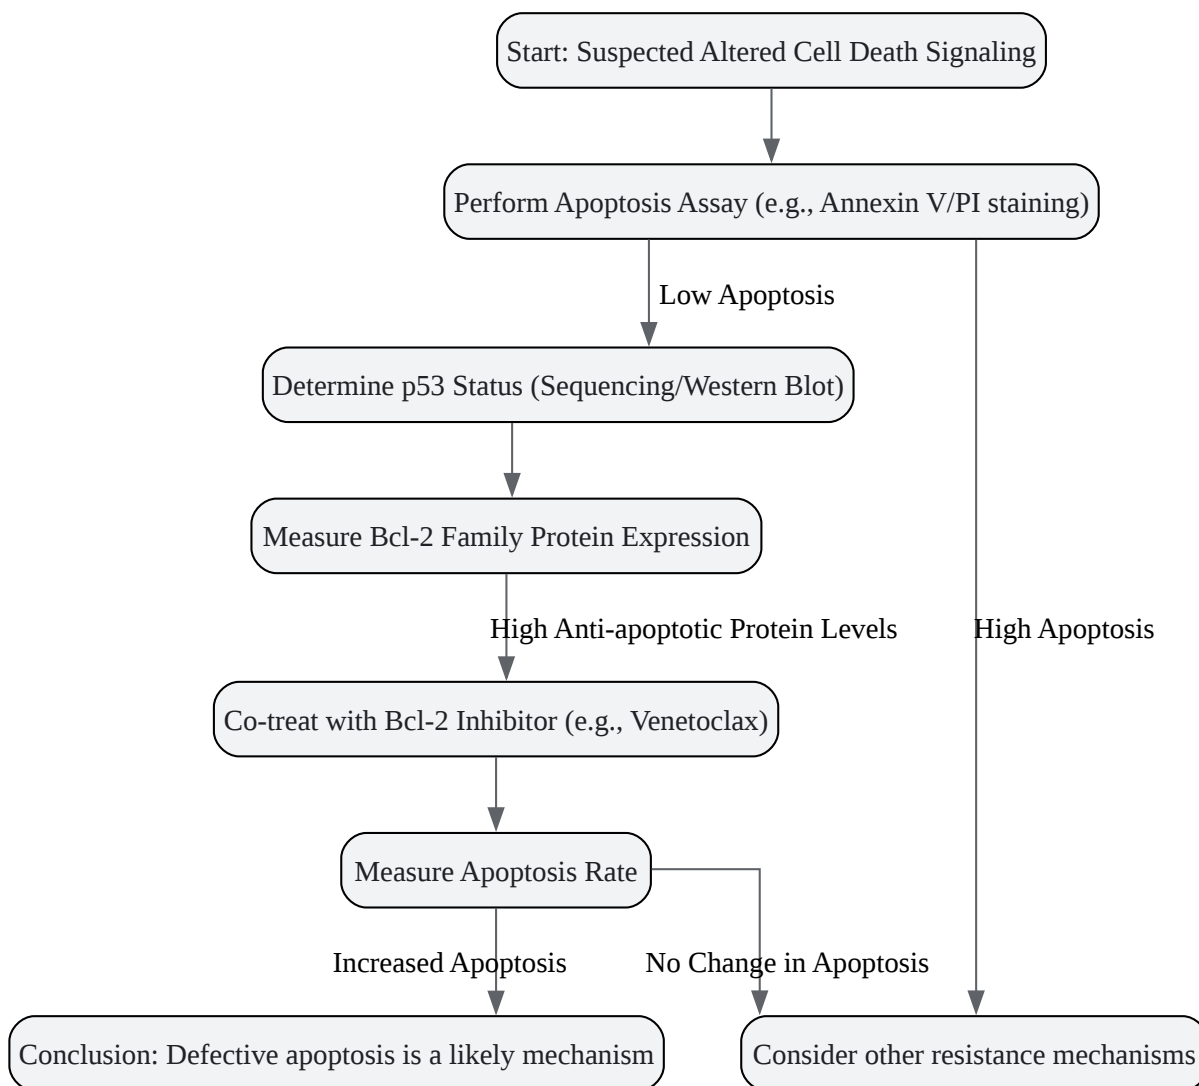 Start: Suspected Altered Cell Death Signaling
Perform Apoptosis Assay (e.g., Annexin V/PI staining)
Low Apoptosis
Determine p53 Status (Sequencing/Western Blot)
Measure Bcl-2 Family Protein Expression
High Anti-apoptotic Protein Levels
High Apoptosis
Co-treat with Bcl-2 Inhibitor (e.g., Venetoclax)
Measure Apoptosis Rate
Increased Apoptosis
No Change in Apoptosis
Conclusion: Defective apoptosis is a likely mechanism
Consider other resistance mechanisms